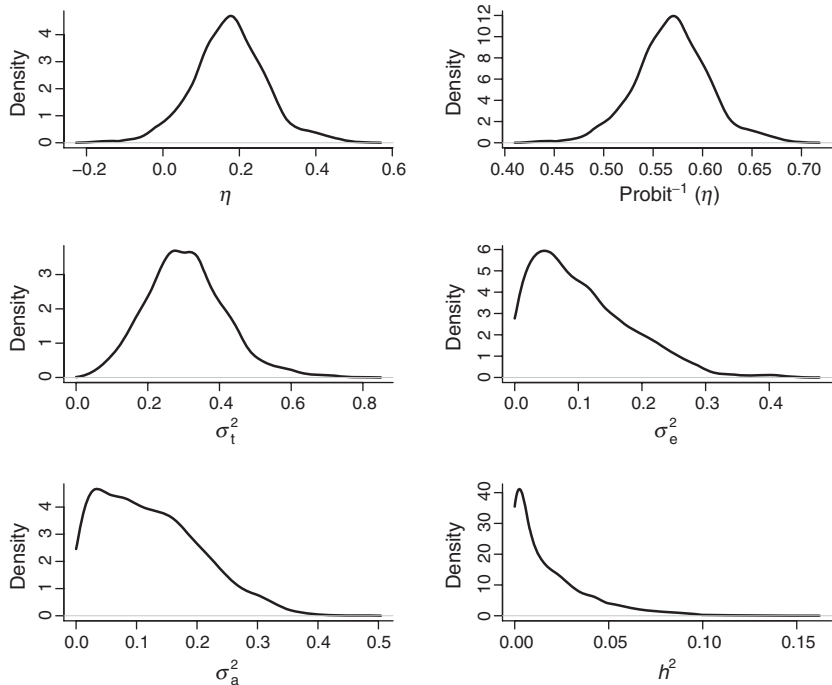 Density
0 1 2 3 4
−0.2 0.0 0.2 0.4 0.6
η
Density
0 2 4 6 8 10 12
0.40 0.45 0.50 0.55 0.60 0.65 0.70
Probit⁻¹ (η)
Density
0 1 2 3
0.0 0.2 0.4 0.6 0.8
σ²t
Density
0 1 2 3 4 5 6
0.0 0.1 0.2 0.3 0.4
σ²e
Density
0 1 2 3 4
0.0 0.1 0.2 0.3 0.4 0.5
σ²a
Density
0 10 20 30 40
0.00 0.05 0.10 0.15
h²